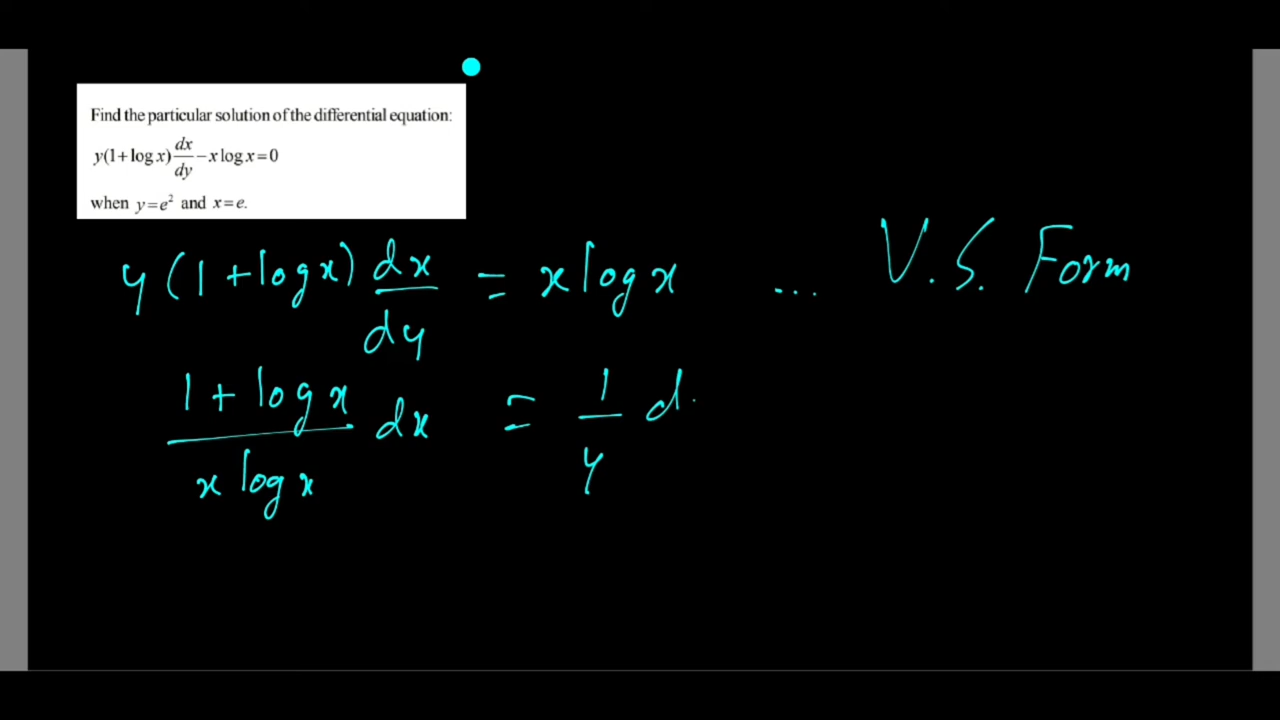 Find the particular solution of the differential equation:
y(1+log x) dx/dy − x log x = 0
when y = e² and x = e.
y (1 + log x) dx/dy = x log x ... V.S. Form
(1 + log x)/(x log x) dx = 1/y d